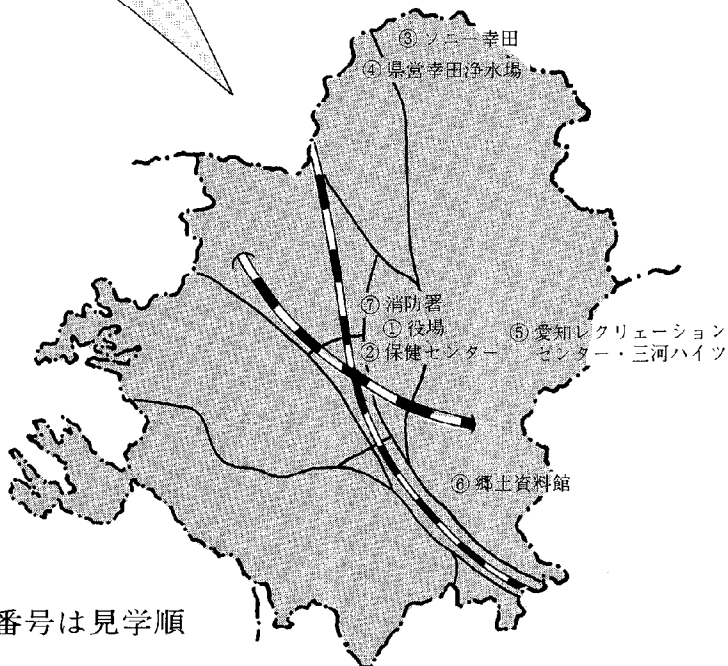 ③ ソニー幸田
④ 県営幸田浄水場
⑦ 消防署
① 役場
② 保健センター
⑤ 愛知レクリェーション
センター・三河ハイツ
⑥ 郷土資料館
番号は見学順